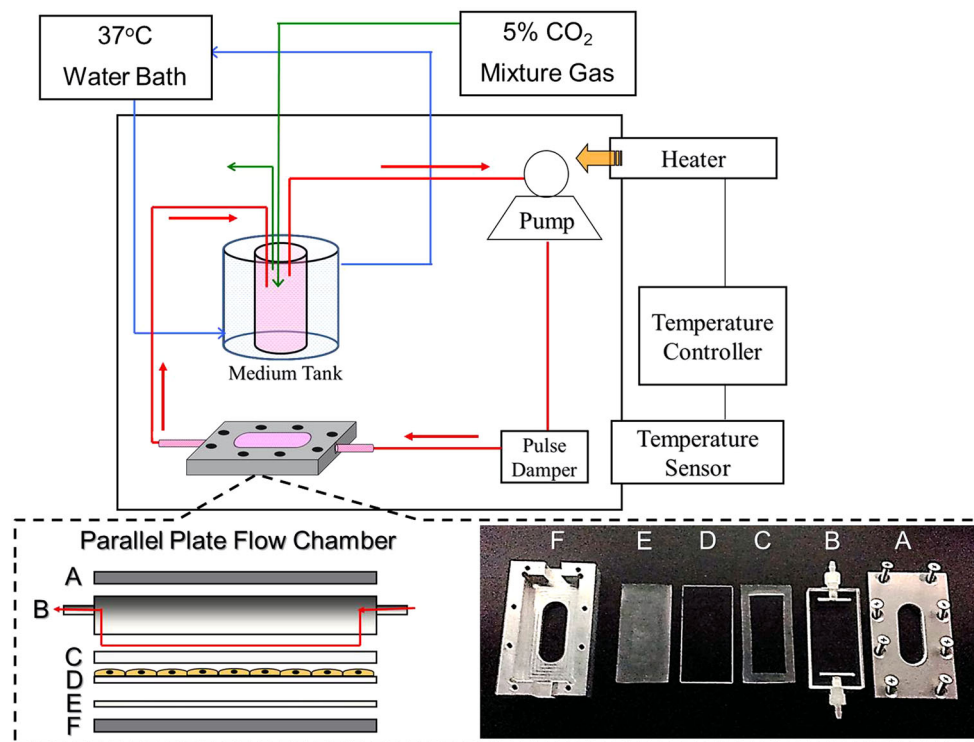 37°C
Water Bath
5% CO₂
Mixture Gas
Heater
Pump
Temperature
Controller
Medium Tank
Pulse
Damper
Temperature
Sensor
Parallel Plate Flow Chamber
A
B
C
D
E
F
F E D C B A